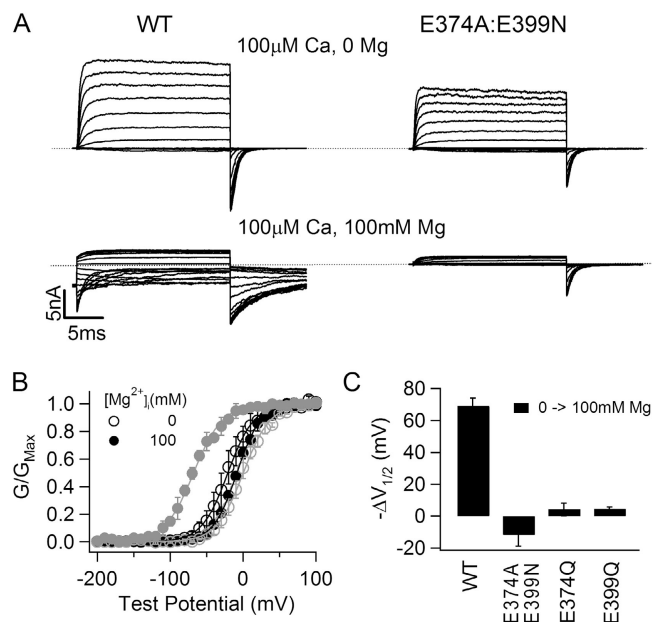 A
WT
E374A:E399N
100µM Ca, 0 Mg
100µM Ca, 100mM Mg
5nA
5ms
B
[Mg²⁺]ᵢ(mM)
0
100
G/G_Max
1.0
0.8
0.6
0.4
0.2
0.0
-200
-100
0
100
Test Potential (mV)
C
0 -> 100mM Mg
-ΔV₁/₂ (mV)
80
60
40
20
0
-20
WT
E374A
E399N
E374Q
E399Q